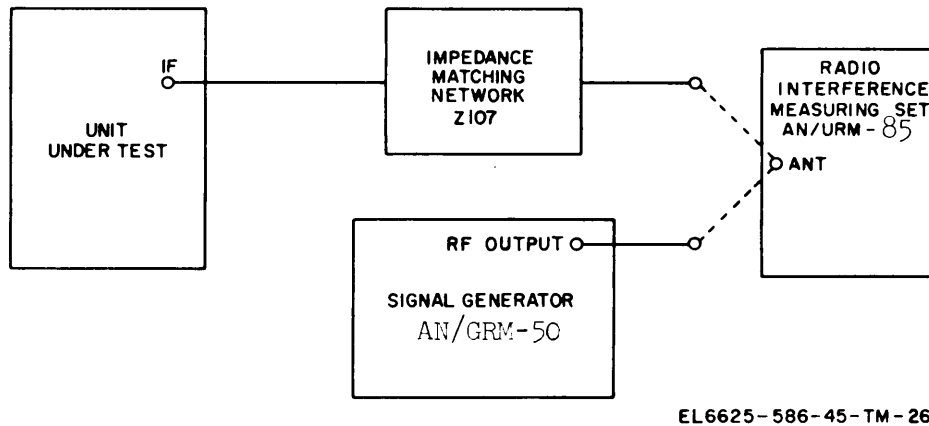 IF
UNIT
UNDER TEST
IMPEDANCE
MATCHING
NETWORK
Z107
RADIO
INTERFERENCE
MEASURING SET
AN/URM-85
ANT
RF OUTPUT
SIGNAL GENERATOR
AN/GRM-50
EL6625-586-45-TM-26